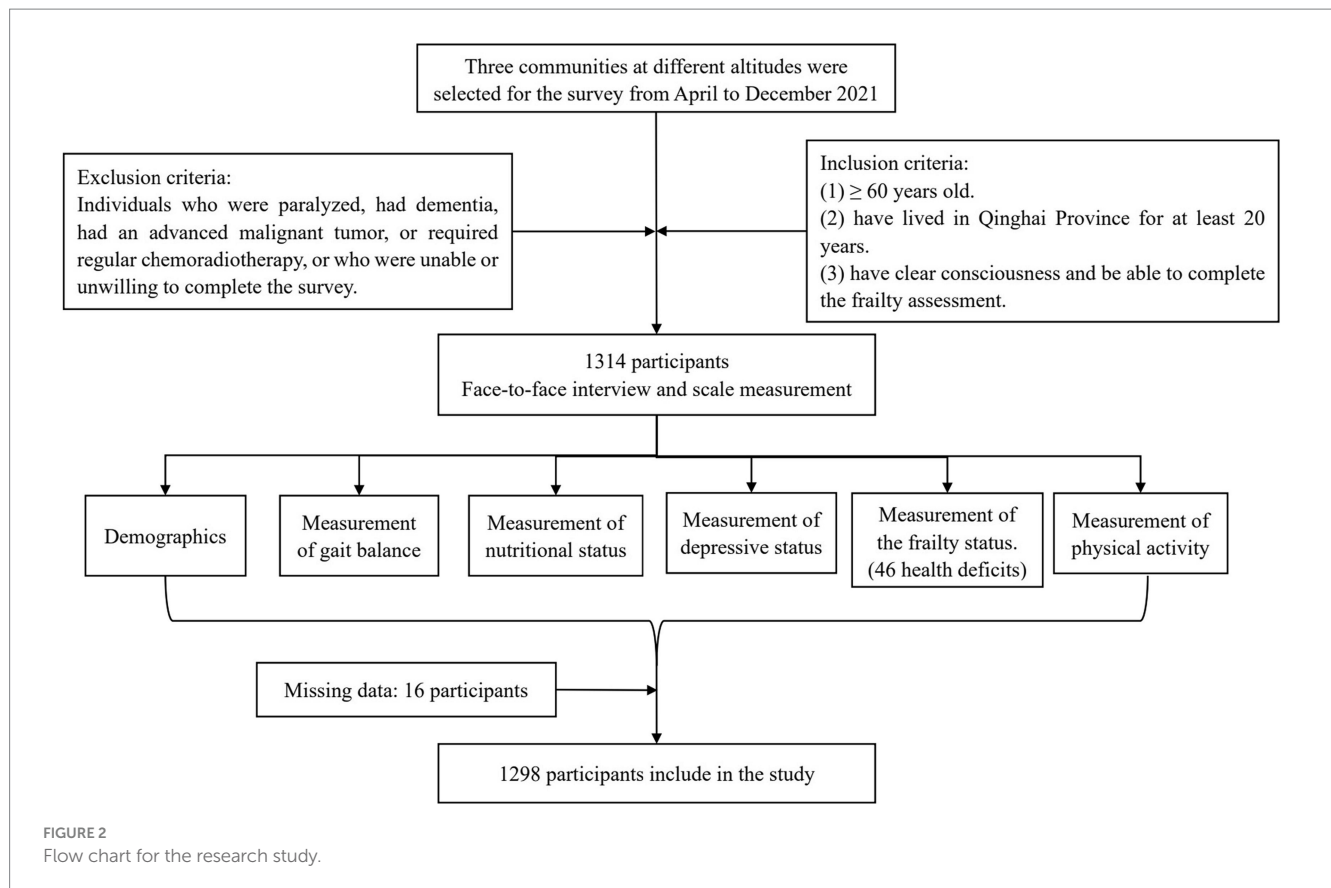 Three communities at different altitudes were
selected for the survey from April to December 2021
Exclusion criteria:
Individuals who were paralyzed, had dementia,
had an advanced malignant tumor, or required
regular chemoradiotherapy, or who were unable or
unwilling to complete the survey.
Inclusion criteria:
(1) ≥ 60 years old.
(2) have lived in Qinghai Province for at least 20
years.
(3) have clear consciousness and be able to complete
the frailty assessment.
1314 participants
Face-to-face interview and scale measurement
Demographics
Measurement
of gait balance
Measurement of
nutritional status
Measurement of
depressive status
Measurement of
the frailty status.
(46 health deficits)
Measurement of
physical activity
Missing data: 16 participants
1298 participants include in the study
FIGURE 2
Flow chart for the research study.